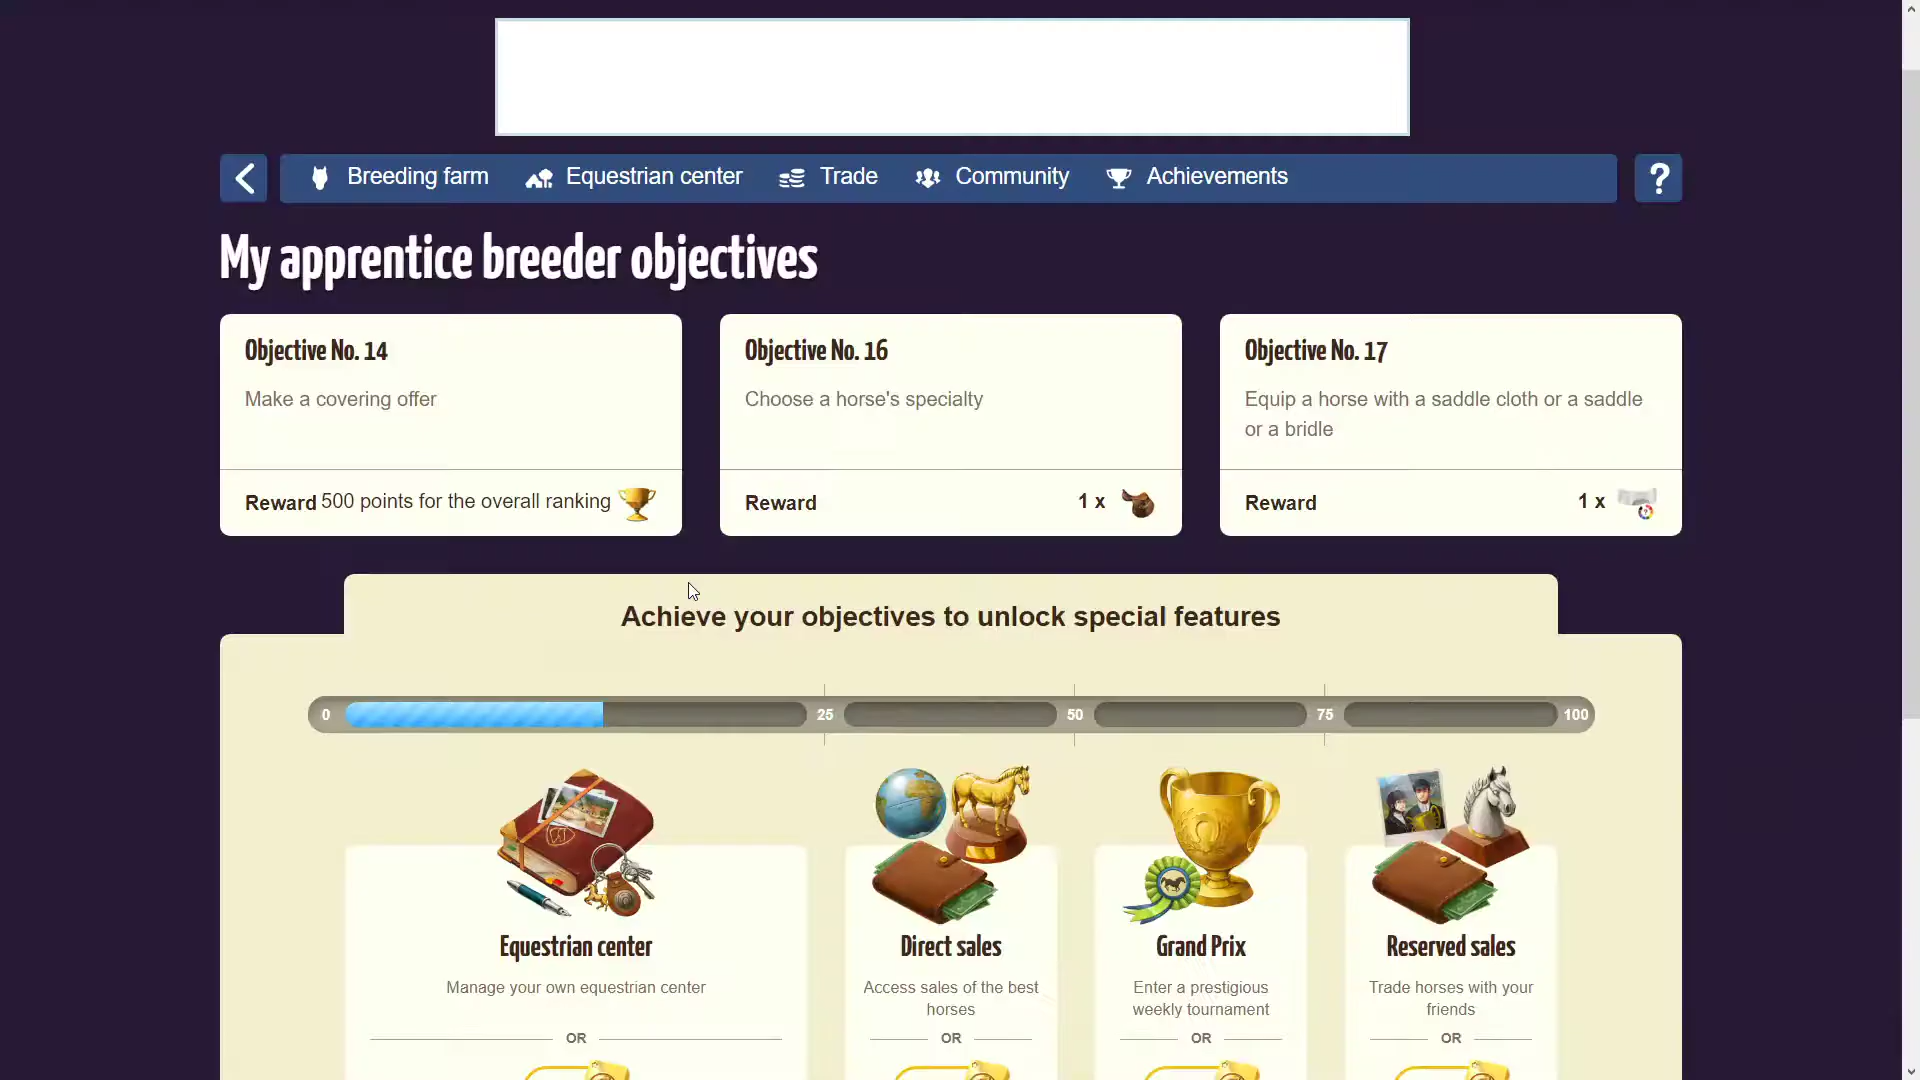 Breeding farm Equestrian center Trade Community Achievements ?
My apprentice breeder objectives
Objective No. 14
Make a covering offer
Reward 500 points for the overall ranking
Objective No. 16
Choose a horse's specialty
Reward 1 x
Objective No. 17
Equip a horse with a saddle cloth or a saddle
or a bridle
Reward 1 x
Achieve your objectives to unlock special features
0 25 50 75 100
Equestrian center
Manage your own equestrian center
OR
Direct sales
Access sales of the best
horses
OR
Grand Prix
Enter a prestigious
weekly tournament
OR
Reserved sales
Trade horses with your
friends
OR